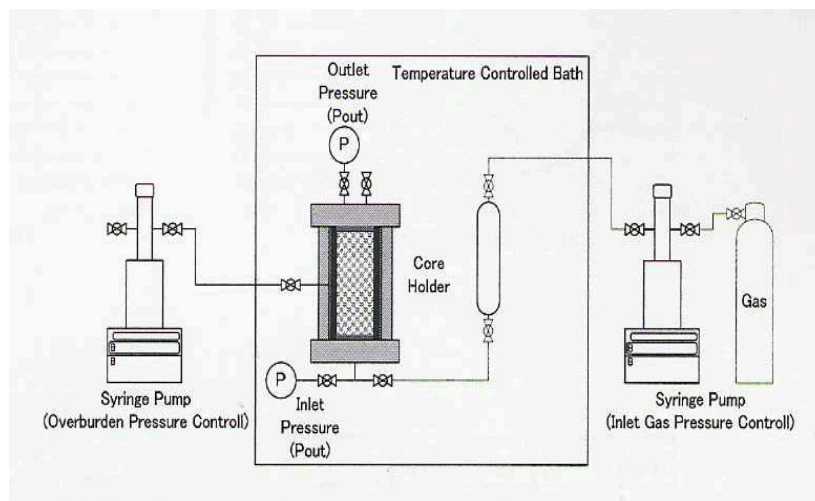 Outlet
Pressure
(Pout)
Temperature Controlled Bath
P
Core
Holder
Gas
P
Inlet
Pressure
(Pout)
Syringe Pump
(Overburden Pressure Controll)
Syringe Pump
(Inlet Gas Pressure Controll)